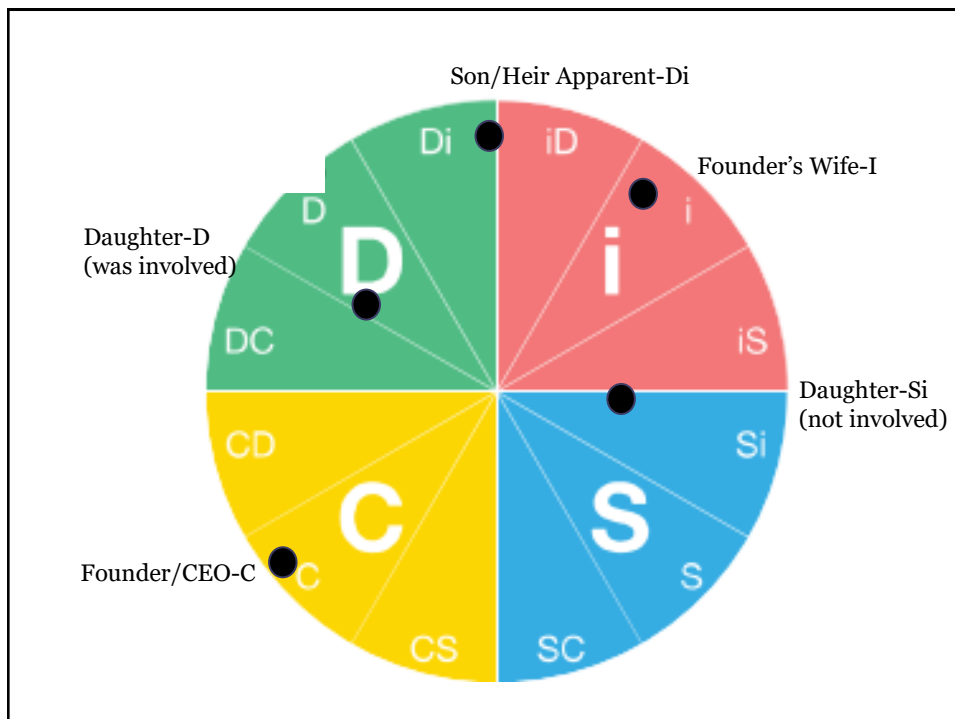 Son/Heir Apparent-Di
Di
iD
Founder's Wife-I
D
i
Daughter-D
(was involved)
D
i
DC
iS
Daughter-Si
(not involved)
CD
Si
C
S
Founder/CEO-C
C
S
CS
SC